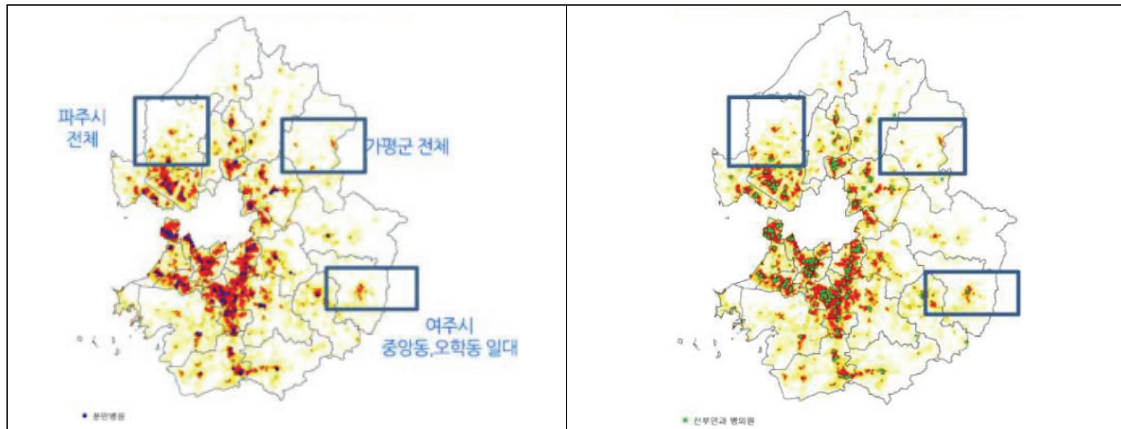 파주시
전체
가평군 전체
여주시
중앙동,오학동 일대
분만병원
산부인과 병의원